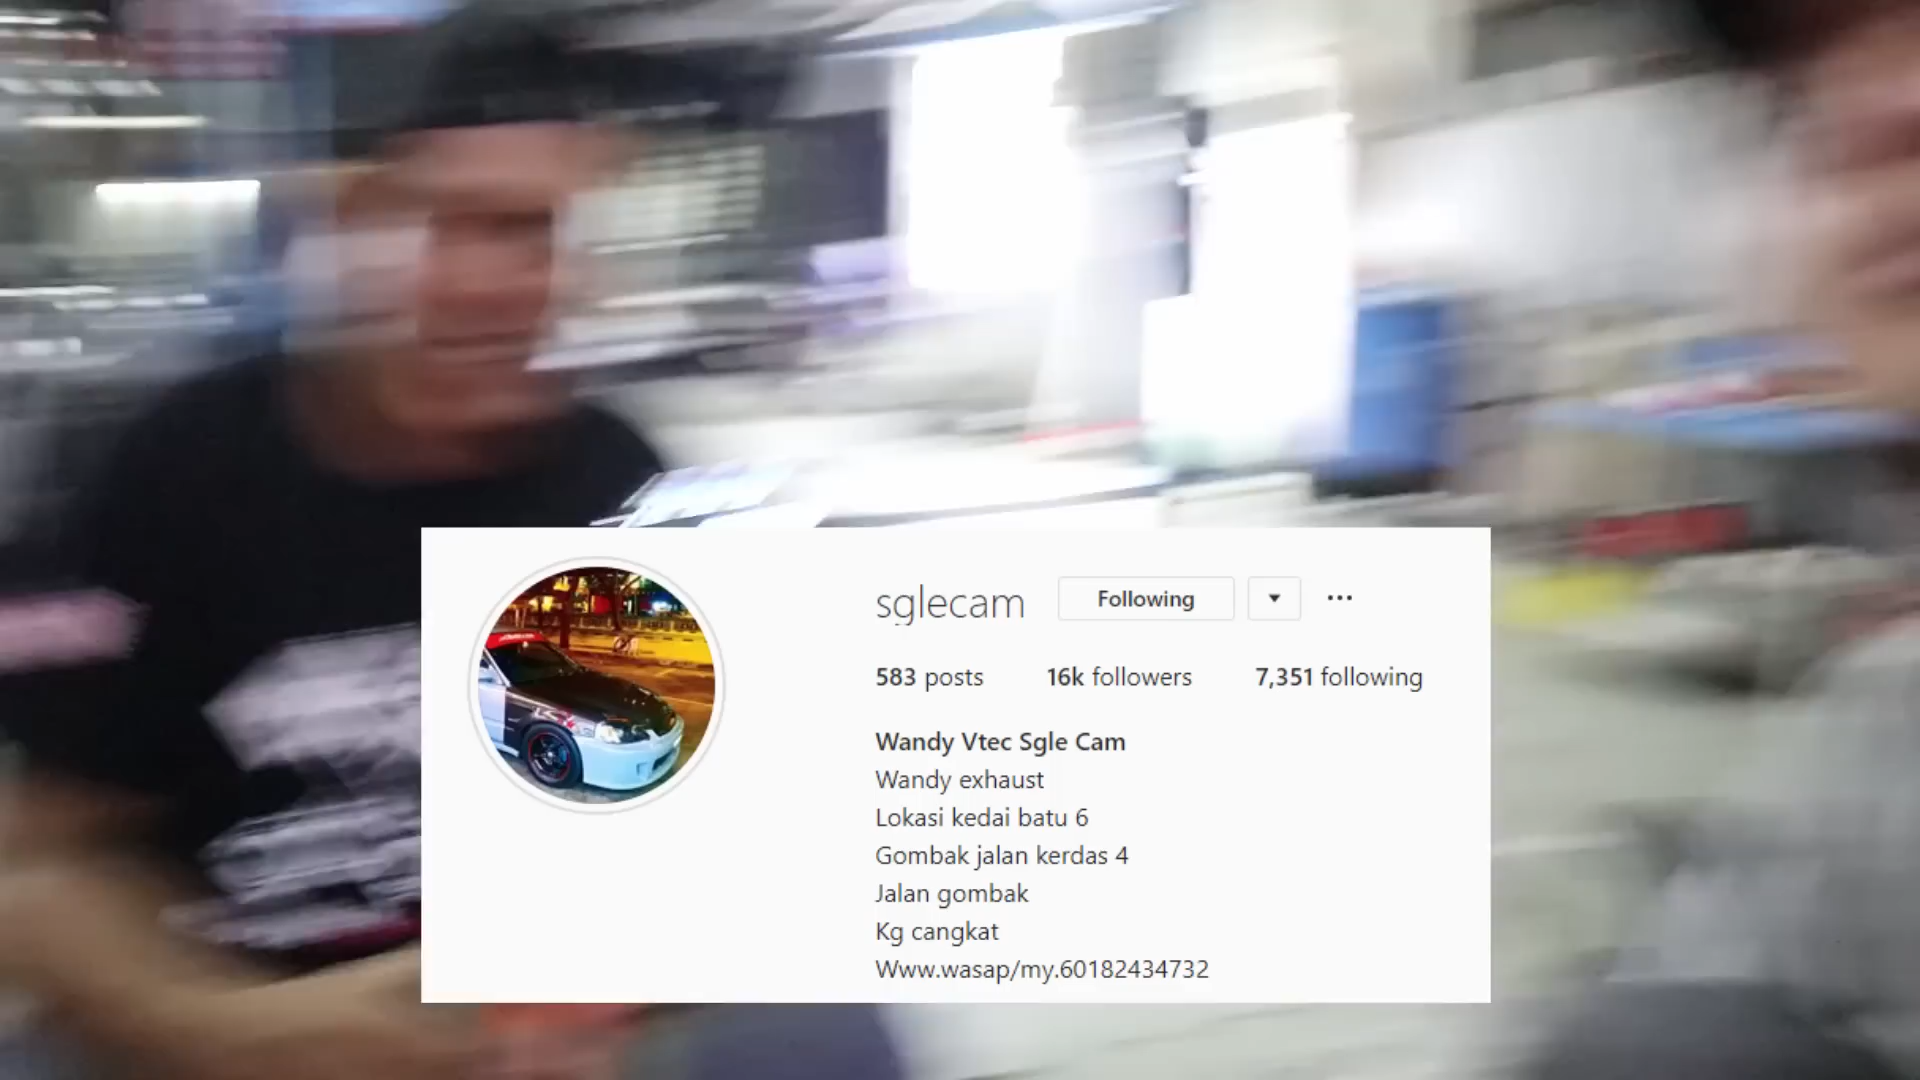 sglecam Following ▼ ...
583 posts 16k followers 7,351 following
Wandy Vtec Sgle Cam
Wandy exhaust
Lokasi kedai batu 6
Gombak jalan kerdas 4
Jalan gombak
Kg cangkat
Www.wasap/my.60182434732